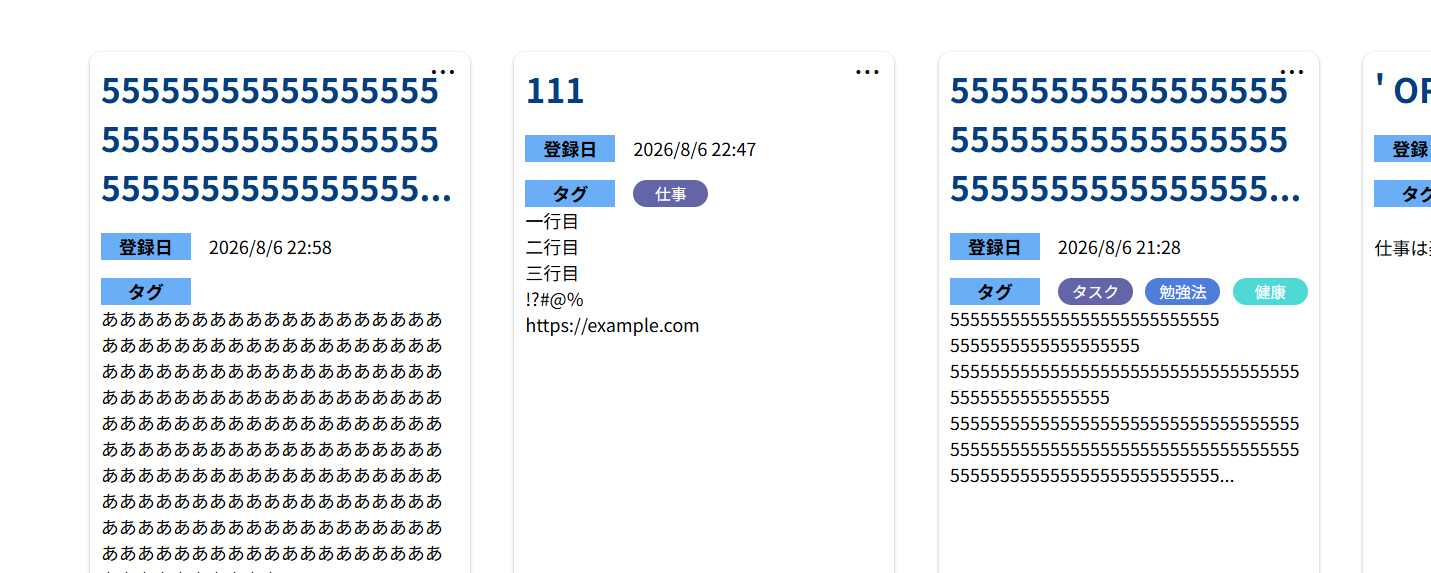 ...
55555555555555555
55555555555555555
5555555555555555...
登録日 2026/8/6 22:58
タグ
あああああああああああああああああああ
あああああああああああああああああああ
あああああああああああああああああああ
あああああああああああああああああああ
あああああああああああああああああああ
あああああああああああああああああああ
あああああああああああああああああああ
あああああああああああああああああああ
あああああああああああああああああああ
あああああああああああああああああああ
...
111
登録日 2026/8/6 22:47
タグ 仕事
一行目
二行目
三行目
!?#@%
https://example.com
...
55555555555555555
55555555555555555
5555555555555555...
登録日 2026/8/6 21:28
タグ タスク 勉強法 健康
555555555555555555555555555
5555555555555555555
55555555555555555555555555555555555
5555555555555555
55555555555555555555555555555555555
55555555555555555555555555555555555
555555555555555555555555555...
' O
登録
タグ
仕事は